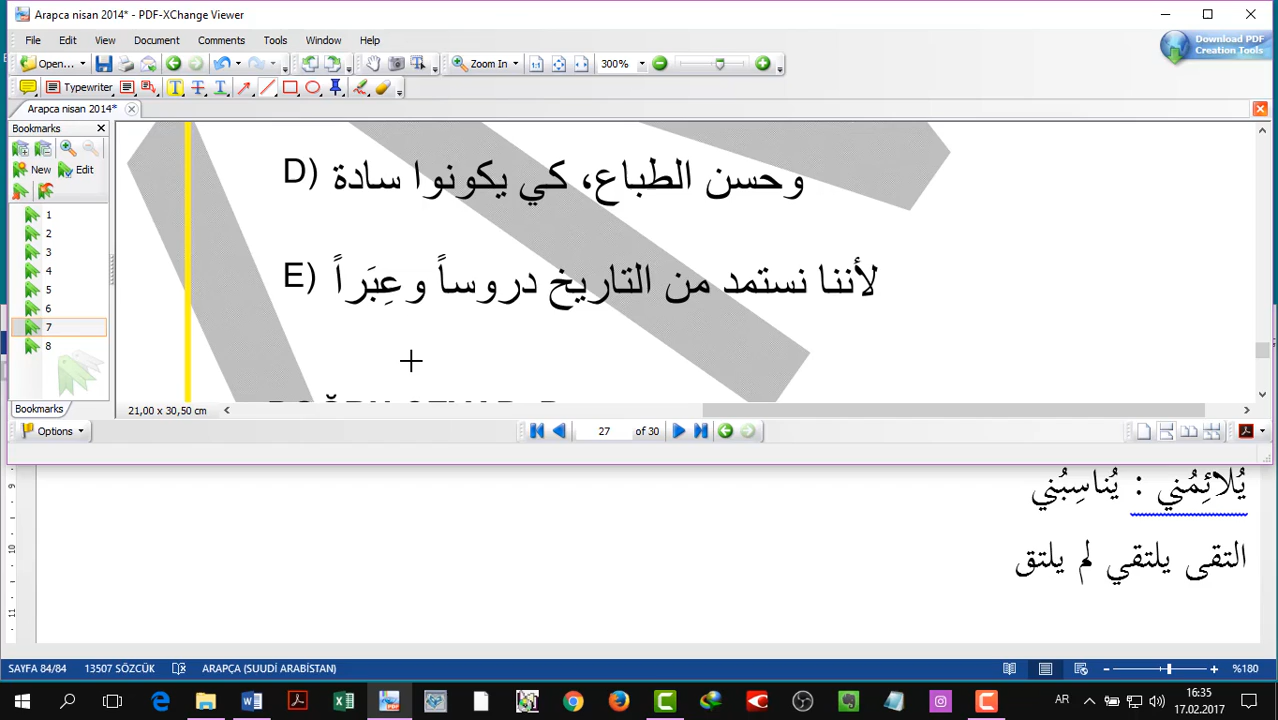 Arapca nisan 2014* - PDF-XChange Viewer
File Edit View Document Comments Tools Window Help
Download PDF
Creation Tools
Open... Zoom In 300%
Typewriter
Arapca nisan 2014*
Bookmarks
New Edit
1
2
3
4
5
6
7
8
Bookmarks
D) وحسن الطباع، كي يكونوا سادة
E) لأننا نستمد من التاريخ دروساً وعِبَراً
21,00 x 30,50 cm
Options 27 of 30
9
10
11
يُلائِمُني : يُناسِبُني
التقى يلتقي لم يلتق
SAYFA 84/84 13507 SÖZCÜK ARAPÇA (SUUDİ ARABİSTAN) %180
AR 16:35
17.02.2017